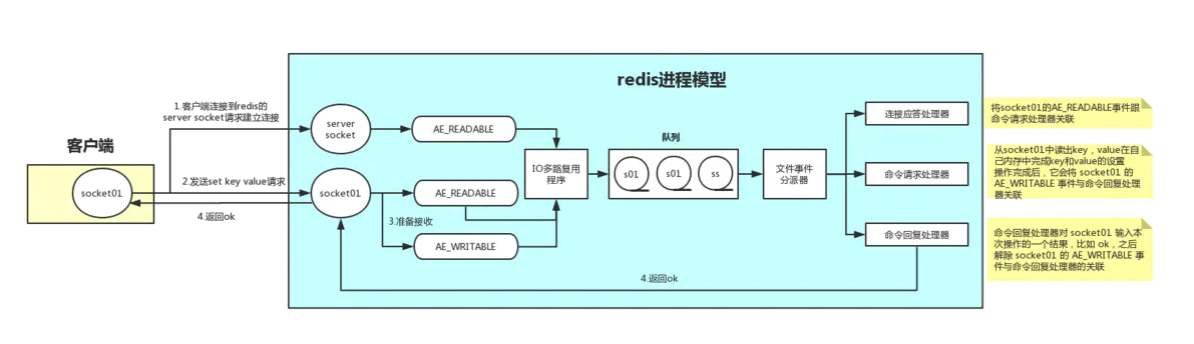 redis进程模型
客户端
socket01
1.客户端连接到redis的
server socket请求建立连接
2.发送set key value请求
4.返回ok
server
socket
socket01
3.准备接收
AE_READABLE
AE_READABLE
AE_WRITABLE
IO多路复用
程序
队列
s01
s01
ss
文件事件
分派器
连接应答处理器
命令请求处理器
命令回复处理器
4.返回ok
将socket01的AE_READABLE事件跟
命令请求处理器关联
从socket01中读出key，value在自
己内存中完成key和value的设置
操作完成后，它会将 socket01 的
AE_WRITABLE 事件与命令回复处理
器关联
命令回复处理器对 socket01 输入本
次操作的一个结果，比如 ok，之后
解除 socket01 的 AE_WRITABLE 事
件与命令回复处理器的关联